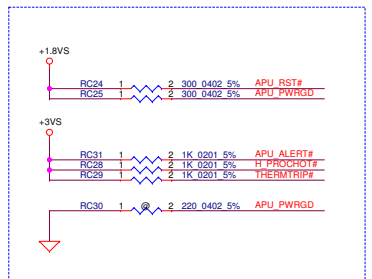 +1.8VS
RC24 1 2 300_0402_5% APU_RST#
RC25 1 2 300_0402_5% APU_PWRGD
+3VS
RC31 1 2 1K_0201_5% APU_ALERT#
RC28 1 2 1K_0201_5% H_PROCHOT#
RC29 1 2 1K_0201_5% THERMTRIP#
RC30 1 @ 2 220_0402_5% APU_PWRGD